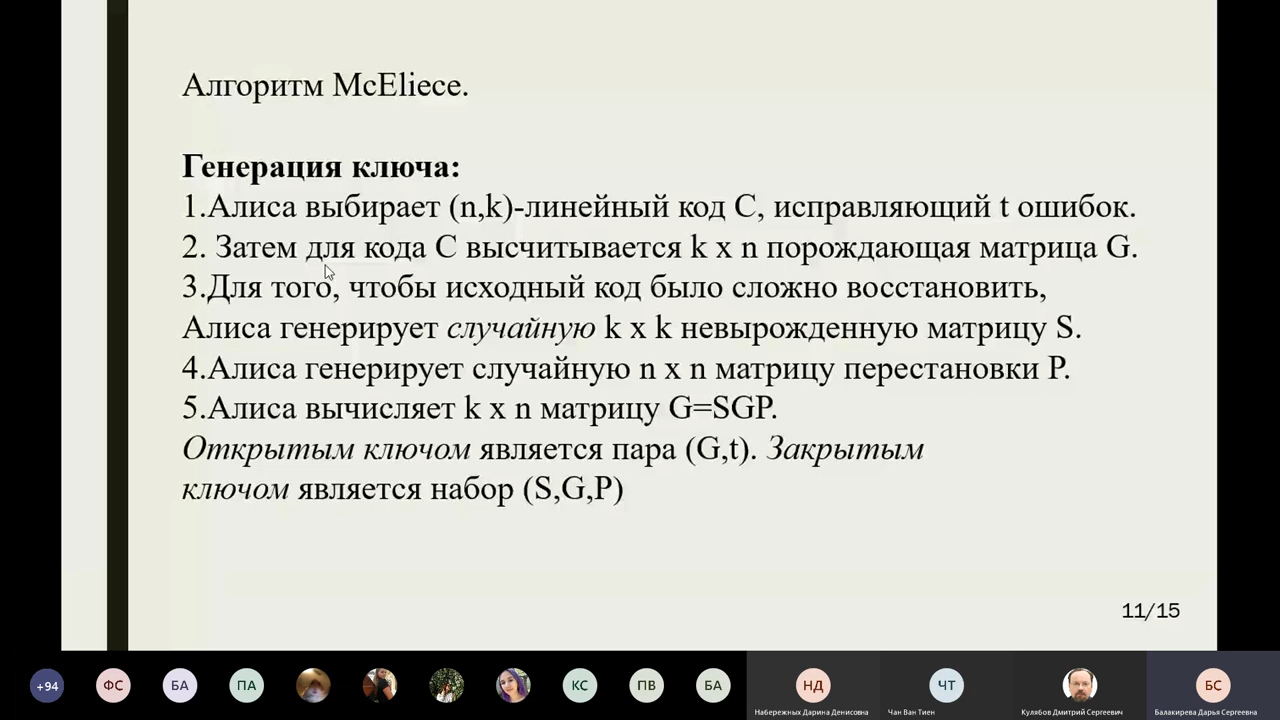 Алгоритм McEliece.
Генерация ключа:
1.Алиса выбирает (n,k)-линейный код C, исправляющий t ошибок.
2. Затем для кода C высчитывается k x n порождающая матрица G.
3.Для того, чтобы исходный код было сложно восстановить,
Алиса генерирует случайную k x k невырожденную матрицу S.
4.Алиса генерирует случайную n x n матрицу перестановки P.
5.Алиса вычисляет k x n матрицу G=SGP.
Открытым ключом является пара (G,t). Закрытым
ключом является набор (S,G,P)
11/15
+94 ФС БА ПА КС ПВ БА НД ЧТ БС
Набережных Дарина Денисовна Чан Ван Тиен Кулябов Дмитрий Сергеевич Балакирева Дарья Сергеевна